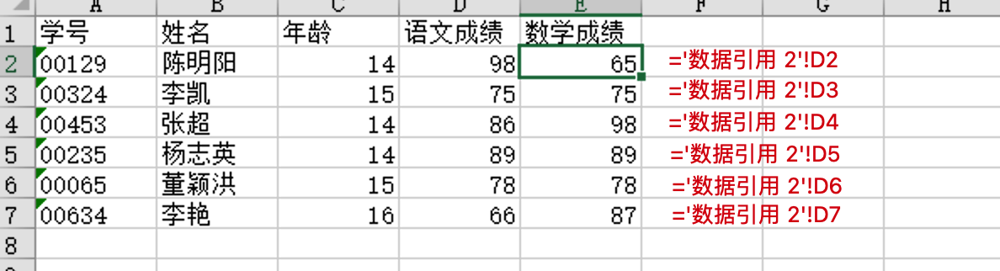 A B C D E F G H
1 学号 姓名 年龄 语文成绩 数学成绩
2 00129 陈明阳 14 98 65 ='数据引用 2'!D2
3 00324 李凯 15 75 75 ='数据引用 2'!D3
4 00453 张超 14 86 98 ='数据引用 2'!D4
5 00235 杨志英 14 89 89 ='数据引用 2'!D5
6 00065 董颖洪 15 78 78 ='数据引用 2'!D6
7 00634 李艳 16 66 87 ='数据引用 2'!D7
8